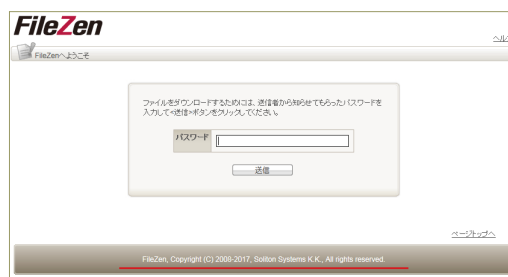 FileZen
ヘルプ
FileZenへようこそ
ファイルをダウンロードするためには、送信者から知らせてもらったパスワードを
入力して<送信>ボタンをクリックしてください。
パスワード
送信
ページトップへ
FileZen, Copyright (C) 2008-2017, Soliton Systems K.K., All rights reserved.